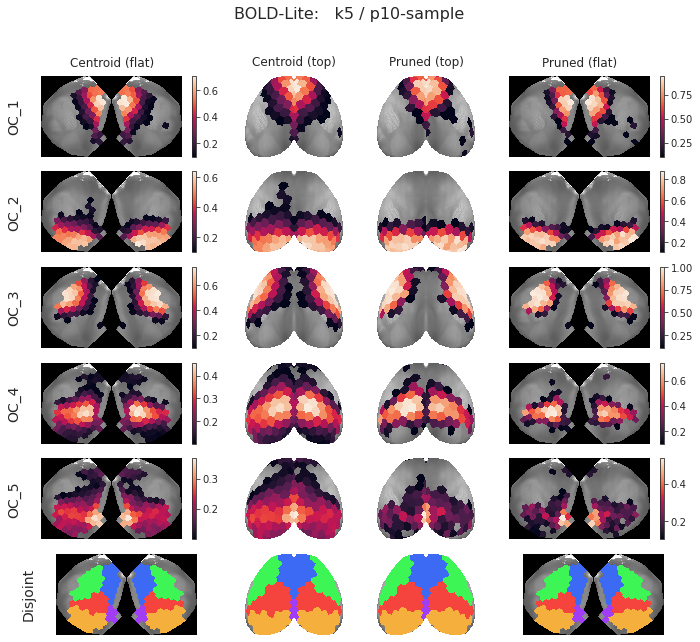 BOLD-Lite:   k5 / p10-sample
Centroid (flat)
Centroid (top)
Pruned (top)
Pruned (flat)
OC_1
0.6
0.4
0.2
0.75
0.50
0.25
OC_2
0.6
0.4
0.2
0.8
0.6
0.4
0.2
OC_3
0.6
0.4
0.2
1.00
0.75
0.50
0.25
OC_4
0.4
0.3
0.2
0.6
0.4
0.2
OC_5
0.3
0.2
0.4
0.2
Disjoint